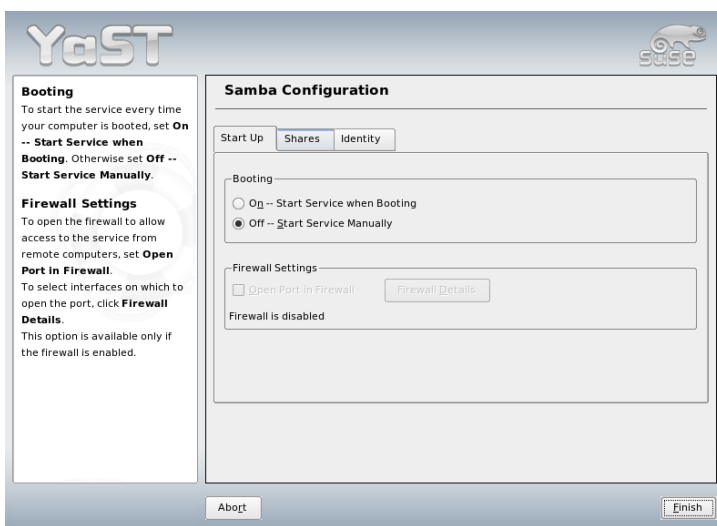 YaST
suse
Booting
To start the service every time
your computer is booted, set On
-- Start Service when
Booting. Otherwise set Off --
Start Service Manually.
Firewall Settings
To open the firewall to allow
access to the service from
remote computers, set Open
Port in Firewall.
To select interfaces on which to
open the port, click Firewall
Details.
This option is available only if
the firewall is enabled.
Samba Configuration
Start Up
Shares
Identity
Booting
On -- Start Service when Booting
Off -- Start Service Manually
Firewall Settings
Open Port in Firewall
Firewall Details
Firewall is disabled
Abort
Finish